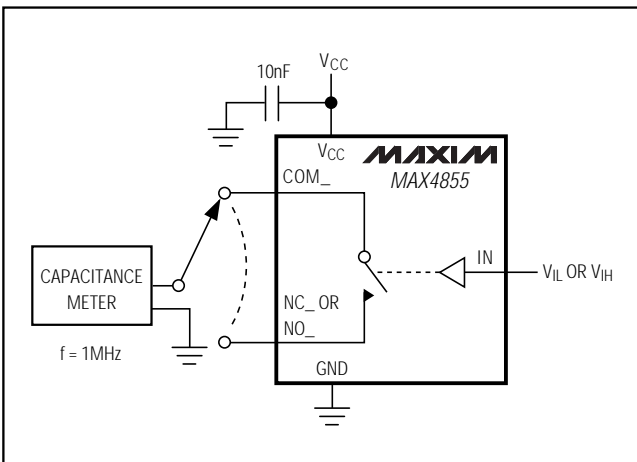 10nF
VCC
VCC
MAXIM
MAX4855
COM_
IN
VIL OR VIH
CAPACITANCE
METER
NC_ OR
NO_
f = 1MHz
GND